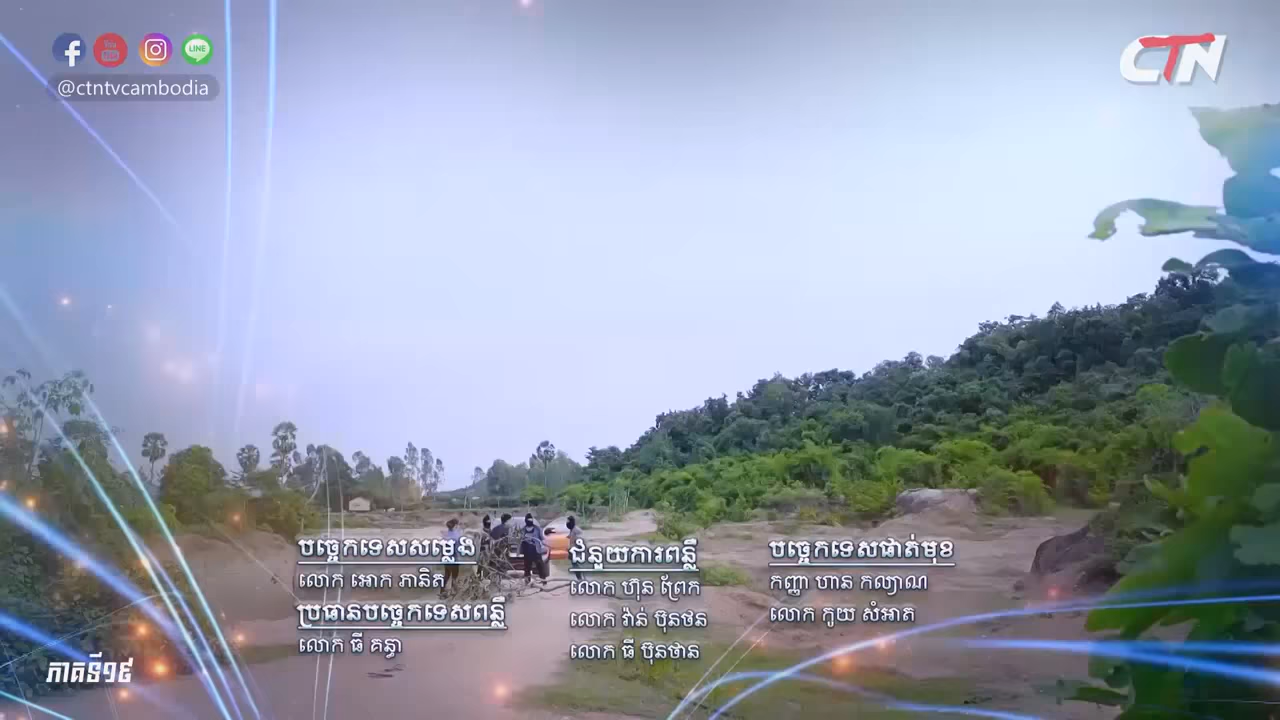 @ctntvcambodia
CTN
បច្ចេកទេសសម្លេង
លោក អោក ភានិត
ប្រធានបច្ចេកទេសពន្លឺ
លោក ធី គន្ធា
ជំនួយការពន្លឺ
លោក ហ៊ុន ព្រែក
លោក វ៉ាន់ ប៊ុនថន
លោក ធី ប៊ុនថាន
បច្ចេកទេសផាត់មុខ
កញ្ញា ហាន កល្យាណ
លោក កូយ សំអាត
ភាគទី១៩